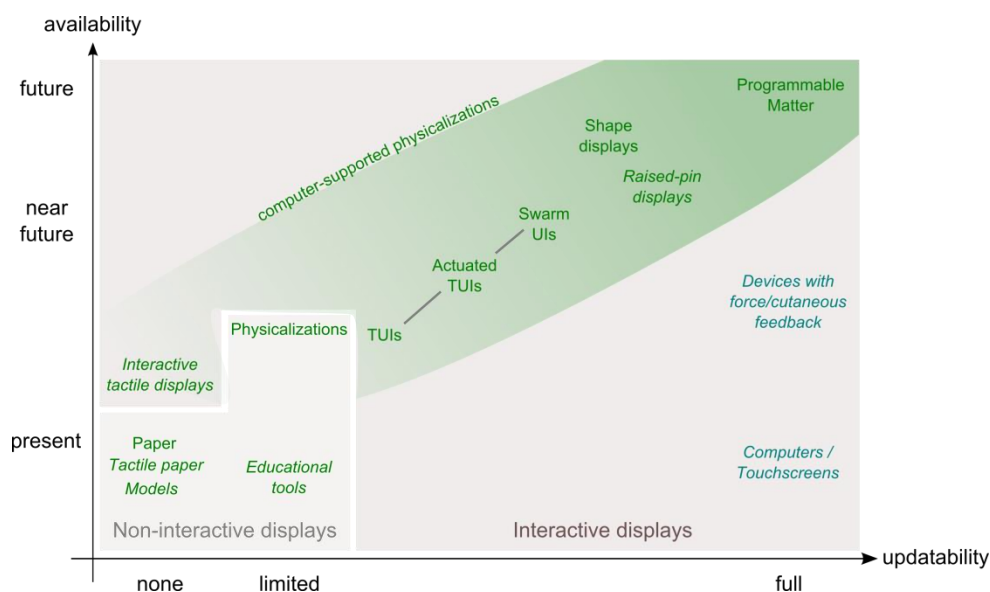 availability
future
Programmable
Matter
computer-supported physicalizations
Shape
displays
Raised-pin
displays
near
future
Swarm
UIs
Actuated
TUIs
Devices with
force/cutaneous
feedback
Physicalizations
TUIs
Interactive
tactile displays
present
Paper
Tactile paper
Models
Educational
tools
Computers /
Touchscreens
Non-interactive displays
Interactive displays
updatability
none
limited
full